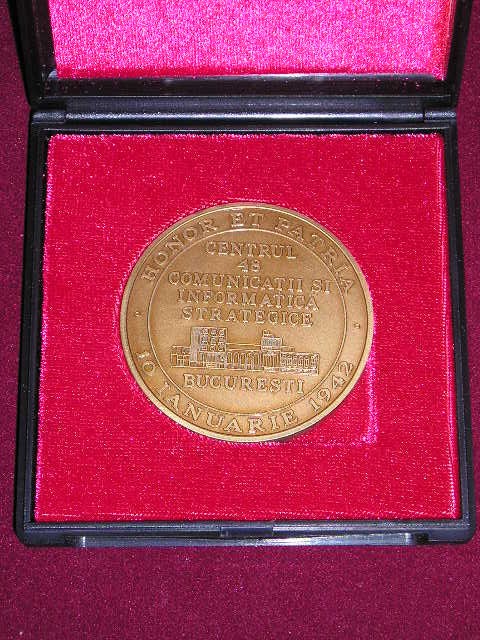 HONOR ET PATRIA
CENTRUL
48
COMUNICATII SI
INFORMATICA
STRATEGICE
BUCURESTI
10 IANUARIE 1942